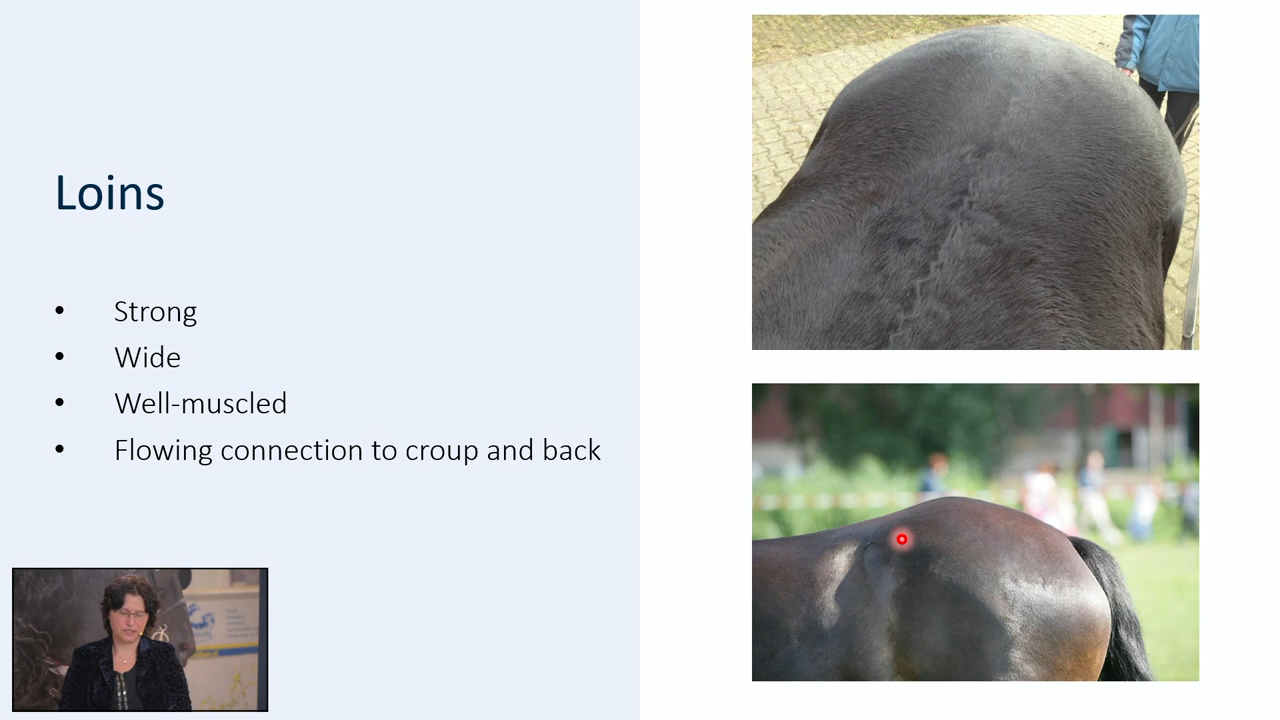 Loins
• Strong
• Wide
• Well-muscled
• Flowing connection to croup and back